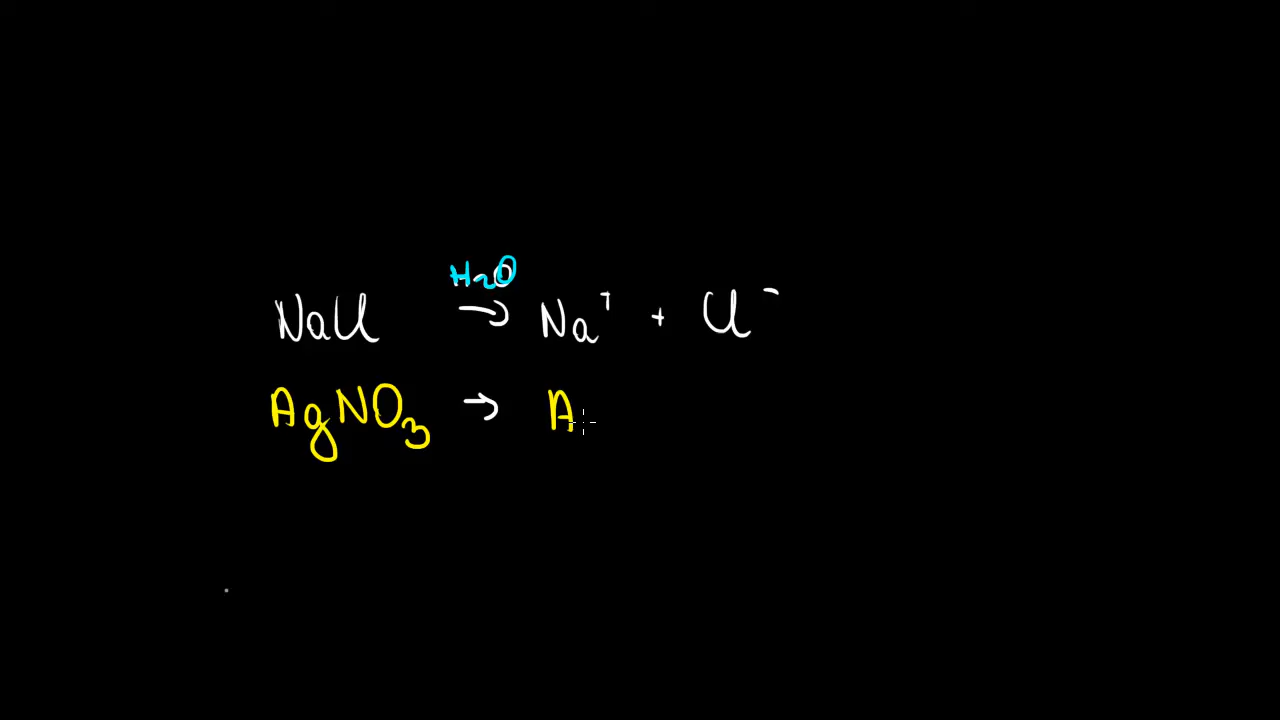 H₂O
NaCl → Na⁺ + Cl⁻
AgNO₃ → A